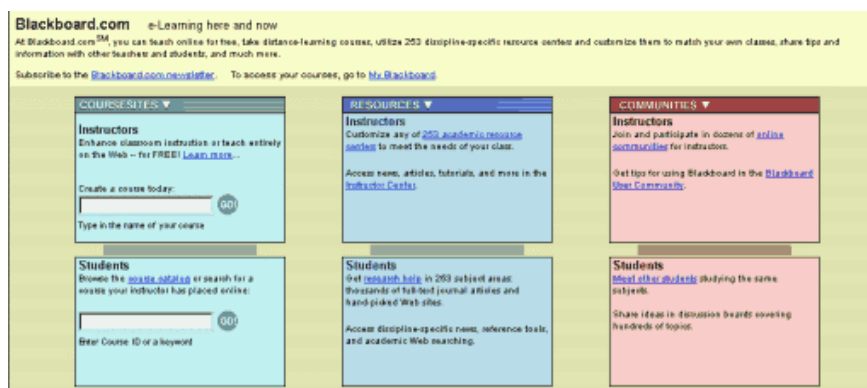 Blackboard.com e-Learning here and now
At Blackboard.com SM, you can teach online for free, take distance-learning courses, utilize 253 discipline-specific resource centers and customize them to match your own classes, share tips and
information with other teachers and students, and much more.
Subscribe to the Blackboard.com newsletter. To access your courses, go to My Blackboard.
COURSESITES ▼
Instructors
Enhance classroom instruction or teach entirely
on the Web -- for FREE! Learn more...
Create a course today:
GO!
Type in the name of your course
Students
Browse the course catalog or search for a
course your instructor has placed online:
GO!
Enter Course ID or a keyword
RESOURCES ▼
Instructors
Customize any of 253 academic resource
centers to meet the needs of your class.
Access news, articles, tutorials, and more in the
Instructor Center.
Students
Get research help in 253 subject areas:
thousands of full-text journal articles and
hand-picked Web sites.
Access discipline-specific news, reference tools,
and academic Web searching.
COMMUNITIES ▼
Instructors
Join and participate in dozens of online
communities for instructors.
Get tips for using Blackboard in the Blackboard
User Community.
Students
Meet other students studying the same
subjects.
Share ideas in discussion boards covering
hundreds of topics.